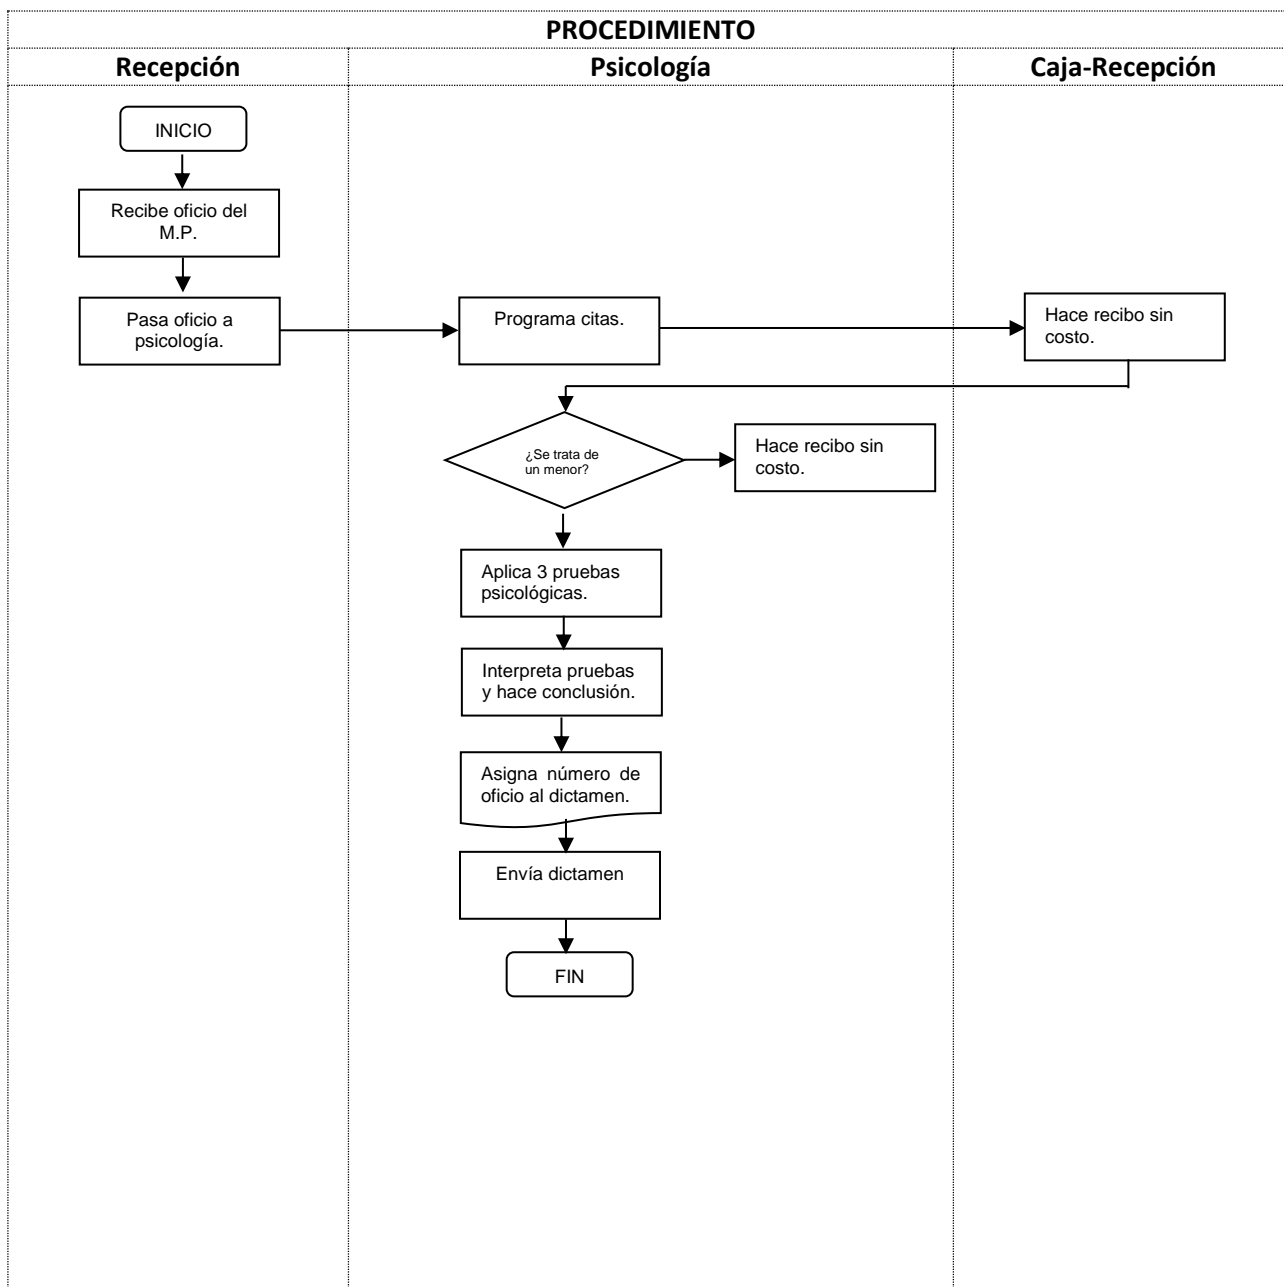 PROCEDIMIENTO
Recepción
Psicología
Caja-Recepción
INICIO
Recibe oficio del
M.P.
Pasa oficio a
psicología.
Programa citas.
Hace recibo sin
costo.
¿Se trata de
un menor?
Hace recibo sin
costo.
Aplica 3 pruebas
psicológicas.
Interpreta pruebas
y hace conclusión.
Asigna número de
oficio al dictamen.
Envía dictamen
FIN